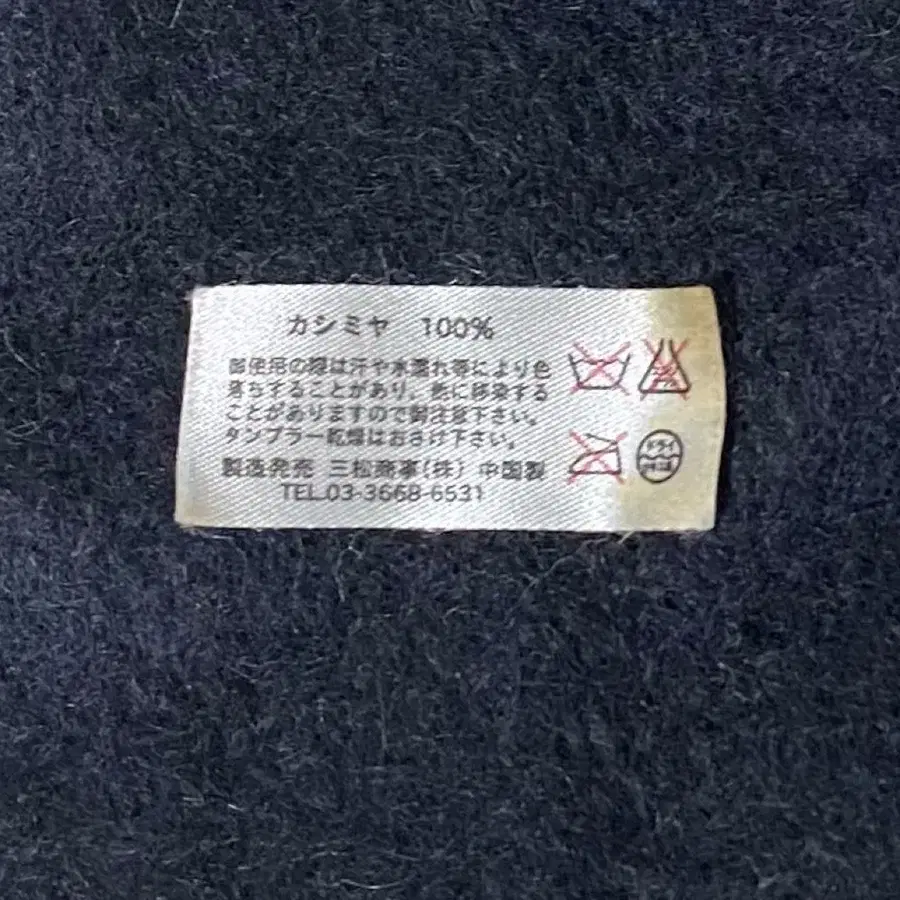 カシミヤ 100%
御使用の際は汗や水濡れ等により色
落ちすることがあり、他に移染する
ことがありますので御注意下さい。
タンブラー乾燥はおさけ下さい。
製造発売 三松商事(株) 中国製
TEL.03-3668-6531
ドライ